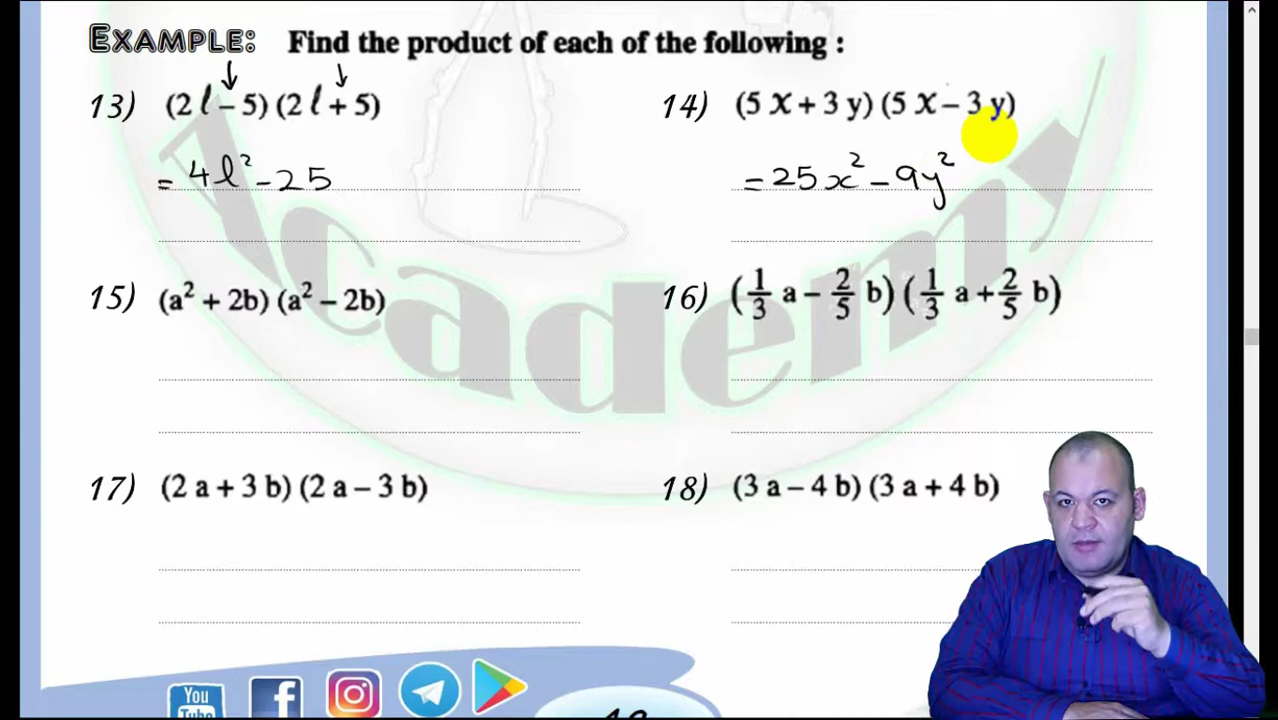 EXAMPLE: Find the product of each of the following :
13) (2 l – 5) (2 l + 5)
= 4l² - 25
14) (5 X + 3 y) (5 X – 3 y)
= 25x² - 9y²
15) (a² + 2b) (a² – 2b)
16) (1/3 a – 2/5 b) (1/3 a + 2/5 b)
17) (2 a + 3 b) (2 a – 3 b)
18) (3 a – 4 b) (3 a + 4 b)
Academy
You